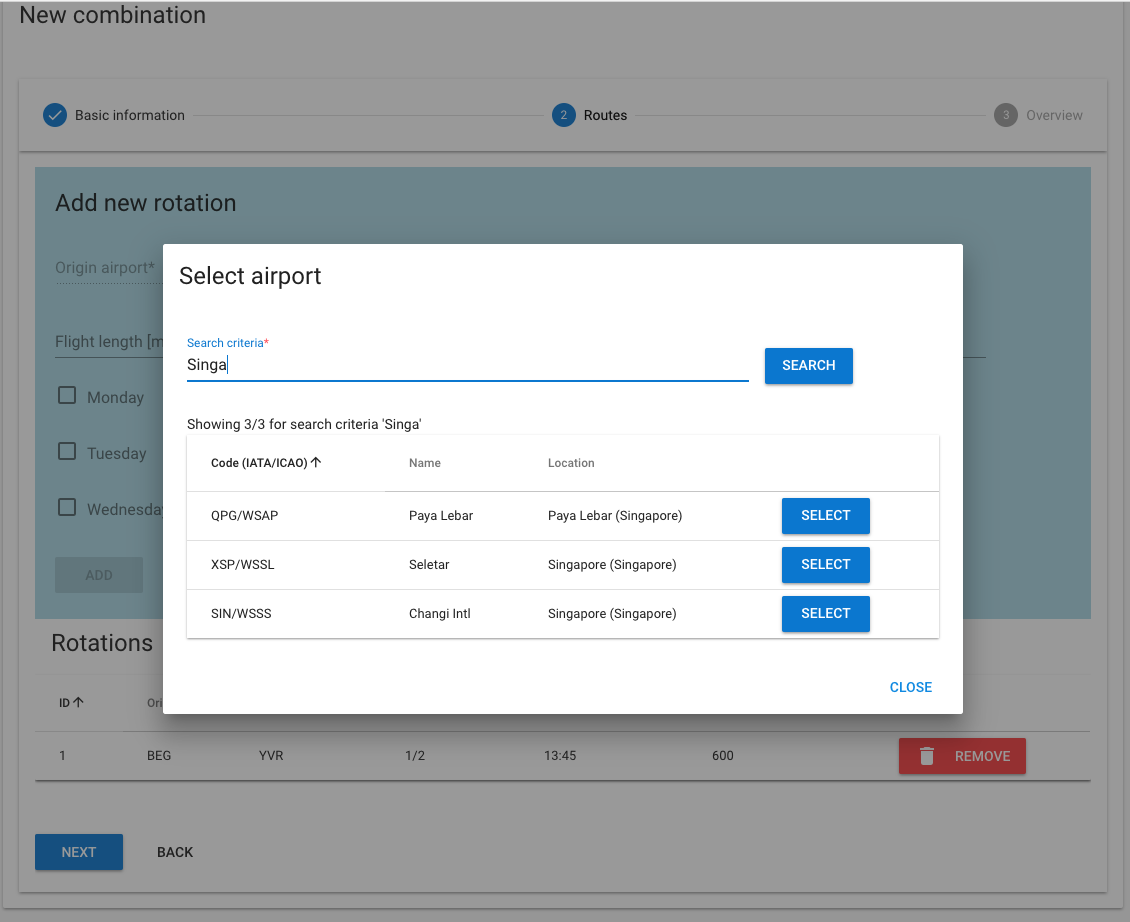 New combination
Basic information
2 Routes
3 Overview
Add new rotation
Origin airport*
Flight length [m
Monday
Tuesday
Wednesda
ADD
Select airport
Search criteria*
Singa
SEARCH
Showing 3/3 for search criteria 'Singa'
Code (IATA/ICAO) Name Location
QPG/WSAP Paya Lebar Paya Lebar (Singapore) SELECT
XSP/WSSL Seletar Singapore (Singapore) SELECT
SIN/WSSS Changi Intl Singapore (Singapore) SELECT
CLOSE
Rotations
ID Ori
1 BEG YVR 1/2 13:45 600 REMOVE
NEXT BACK